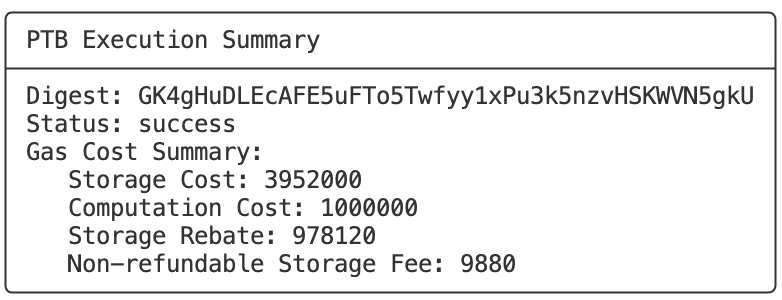 PTB Execution Summary
Digest: GK4gHuDLEcAFE5uFTo5Twfyy1xPu3k5nzvHSKWVN5gkU
Status: success
Gas Cost Summary:
Storage Cost: 3952000
Computation Cost: 1000000
Storage Rebate: 978120
Non-refundable Storage Fee: 9880